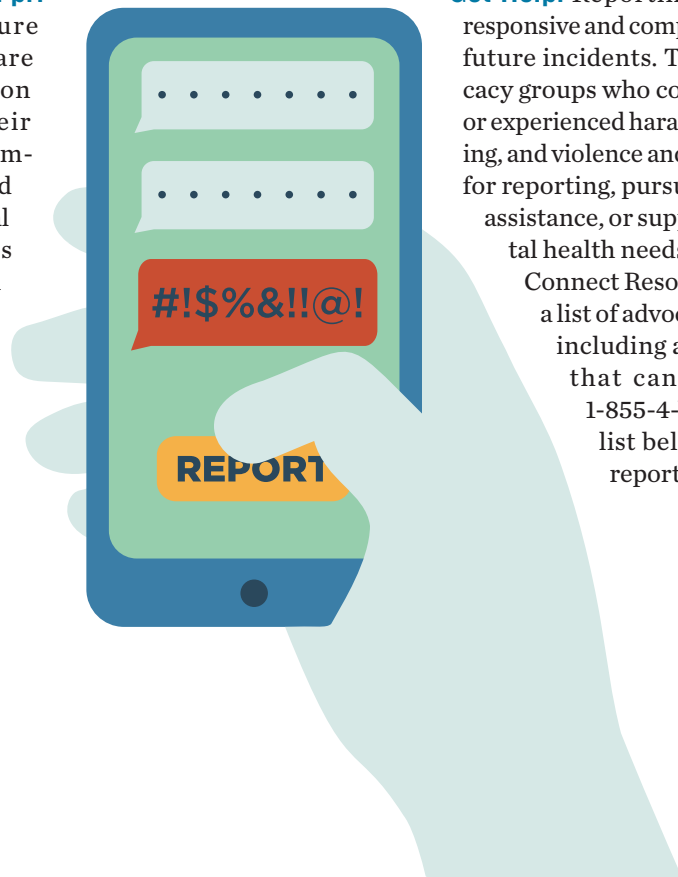 ure
are
on
eir
m-
d
l
s
#!$%&!!@!
REPORT
Get Help: Reportin
responsive and comp
future incidents. T
cacy groups who co
or experienced hara
ing, and violence and
for reporting, pursu
assistance, or supp
tal health needs
Connect Reso
a list of advoc
including a
that can
1-855-4-
list bel
report